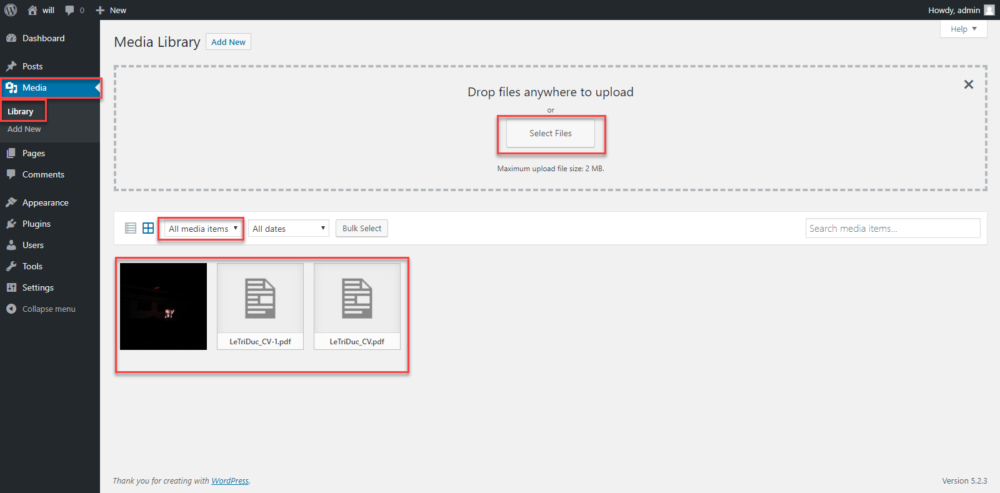 will 0 New Howdy, admin
Help
Dashboard
Posts
Media
Library
Add New
Pages
Comments
Appearance
Plugins
Users
Tools
Settings
Collapse menu
Media Library Add New
Drop files anywhere to upload
or
Select Files
Maximum upload file size: 2 MB.
All media items All dates Bulk Select Search media items...
LeTriDuc_CV-1.pdf LeTriDuc_CV.pdf
Thank you for creating with WordPress. Version 5.2.3